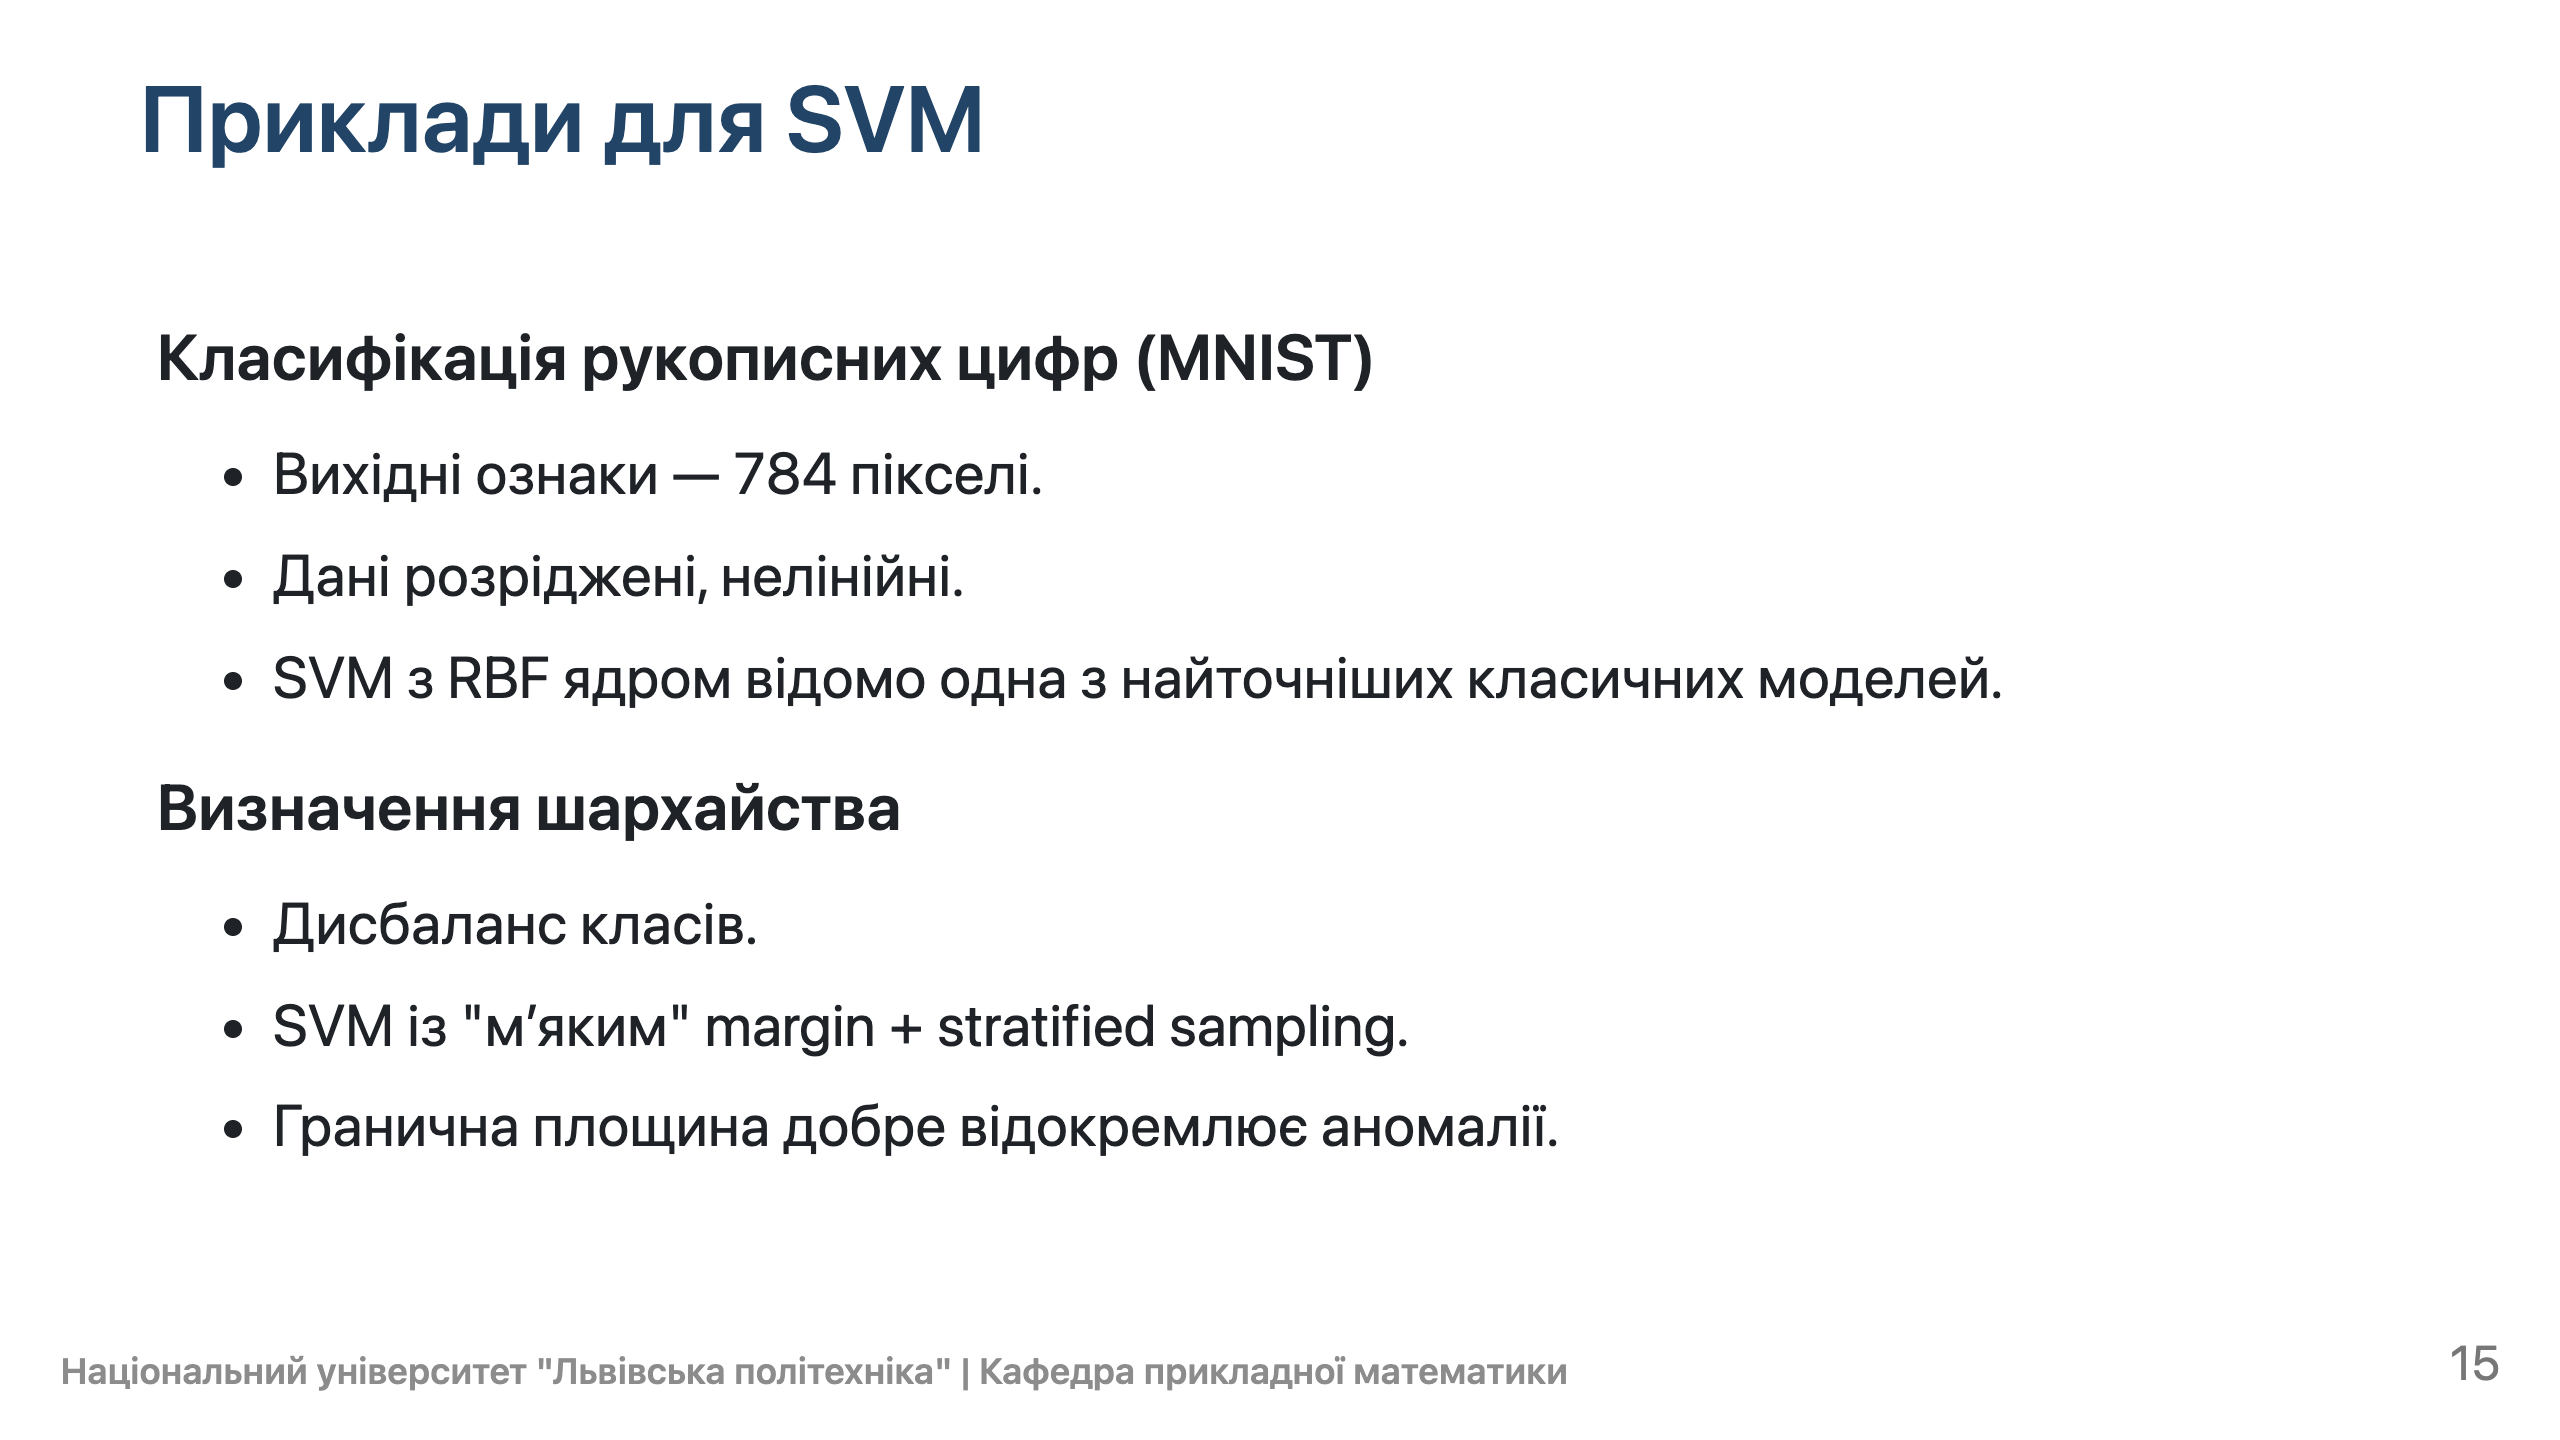 Приклади для SVM
Класифікація рукописних цифр (MNIST)
• Вихідні ознаки — 784 пікселі.
• Дані розріджені, нелінійні.
• SVM з RBF ядром відомо одна з найточніших класичних моделей.
Визначення шархайства
• Дисбаланс класів.
• SVM із "м’яким" margin + stratified sampling.
• Гранична площина добре відокремлює аномалії.
Національний університет "Львівська політехніка" | Кафедра прикладної математики
15